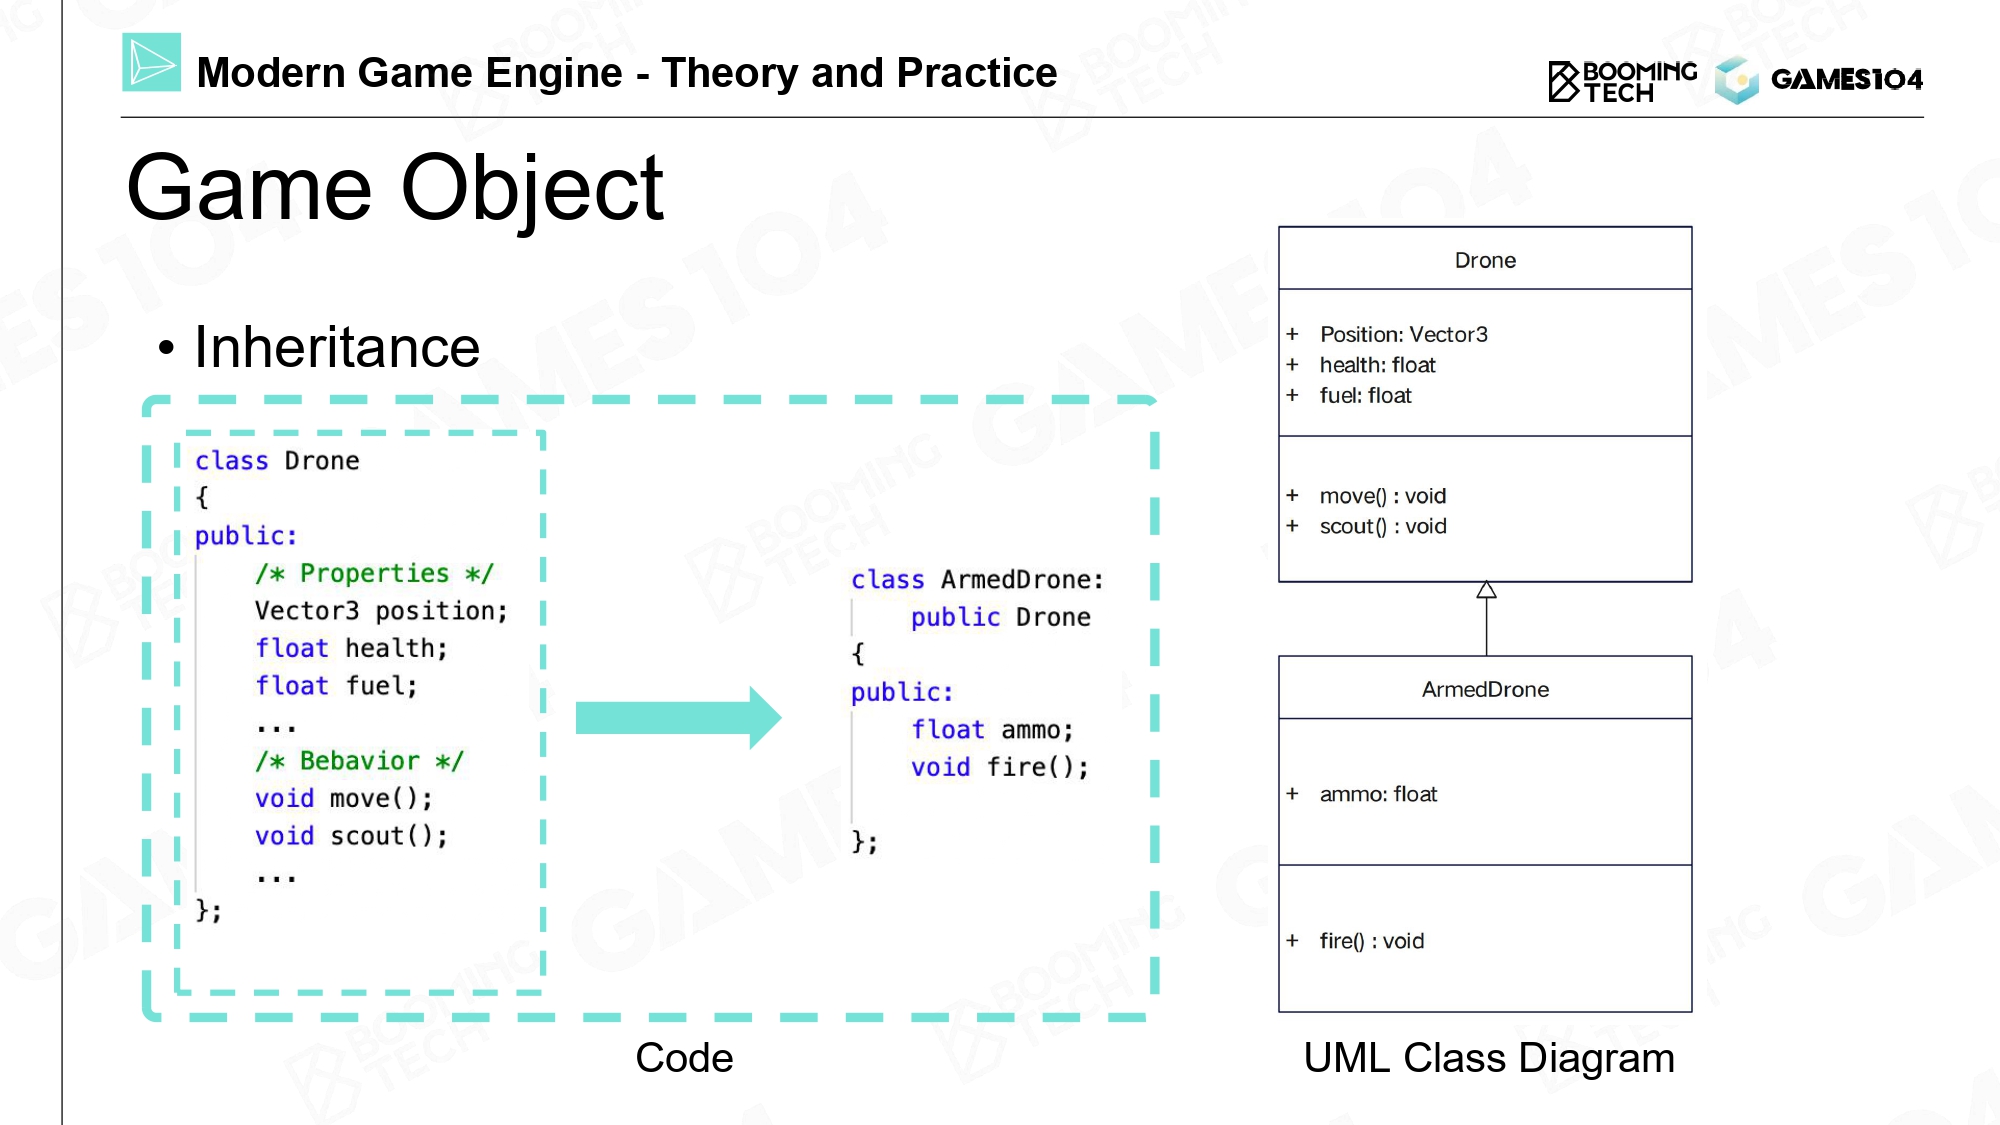 Modern Game Engine - Theory and Practice
BOOMING
TECH
GAMES104
Game Object
• Inheritance
class Drone
{
public:
/* Properties */
Vector3 position;
float health;
float fuel;
...
/* Bebavior */
void move();
void scout();
...
};
class ArmedDrone:
public Drone
{
public:
float ammo;
void fire();
};
Code
Drone
+ Position: Vector3
+ health: float
+ fuel: float
+ move() : void
+ scout() : void
ArmedDrone
+ ammo: float
+ fire() : void
UML Class Diagram